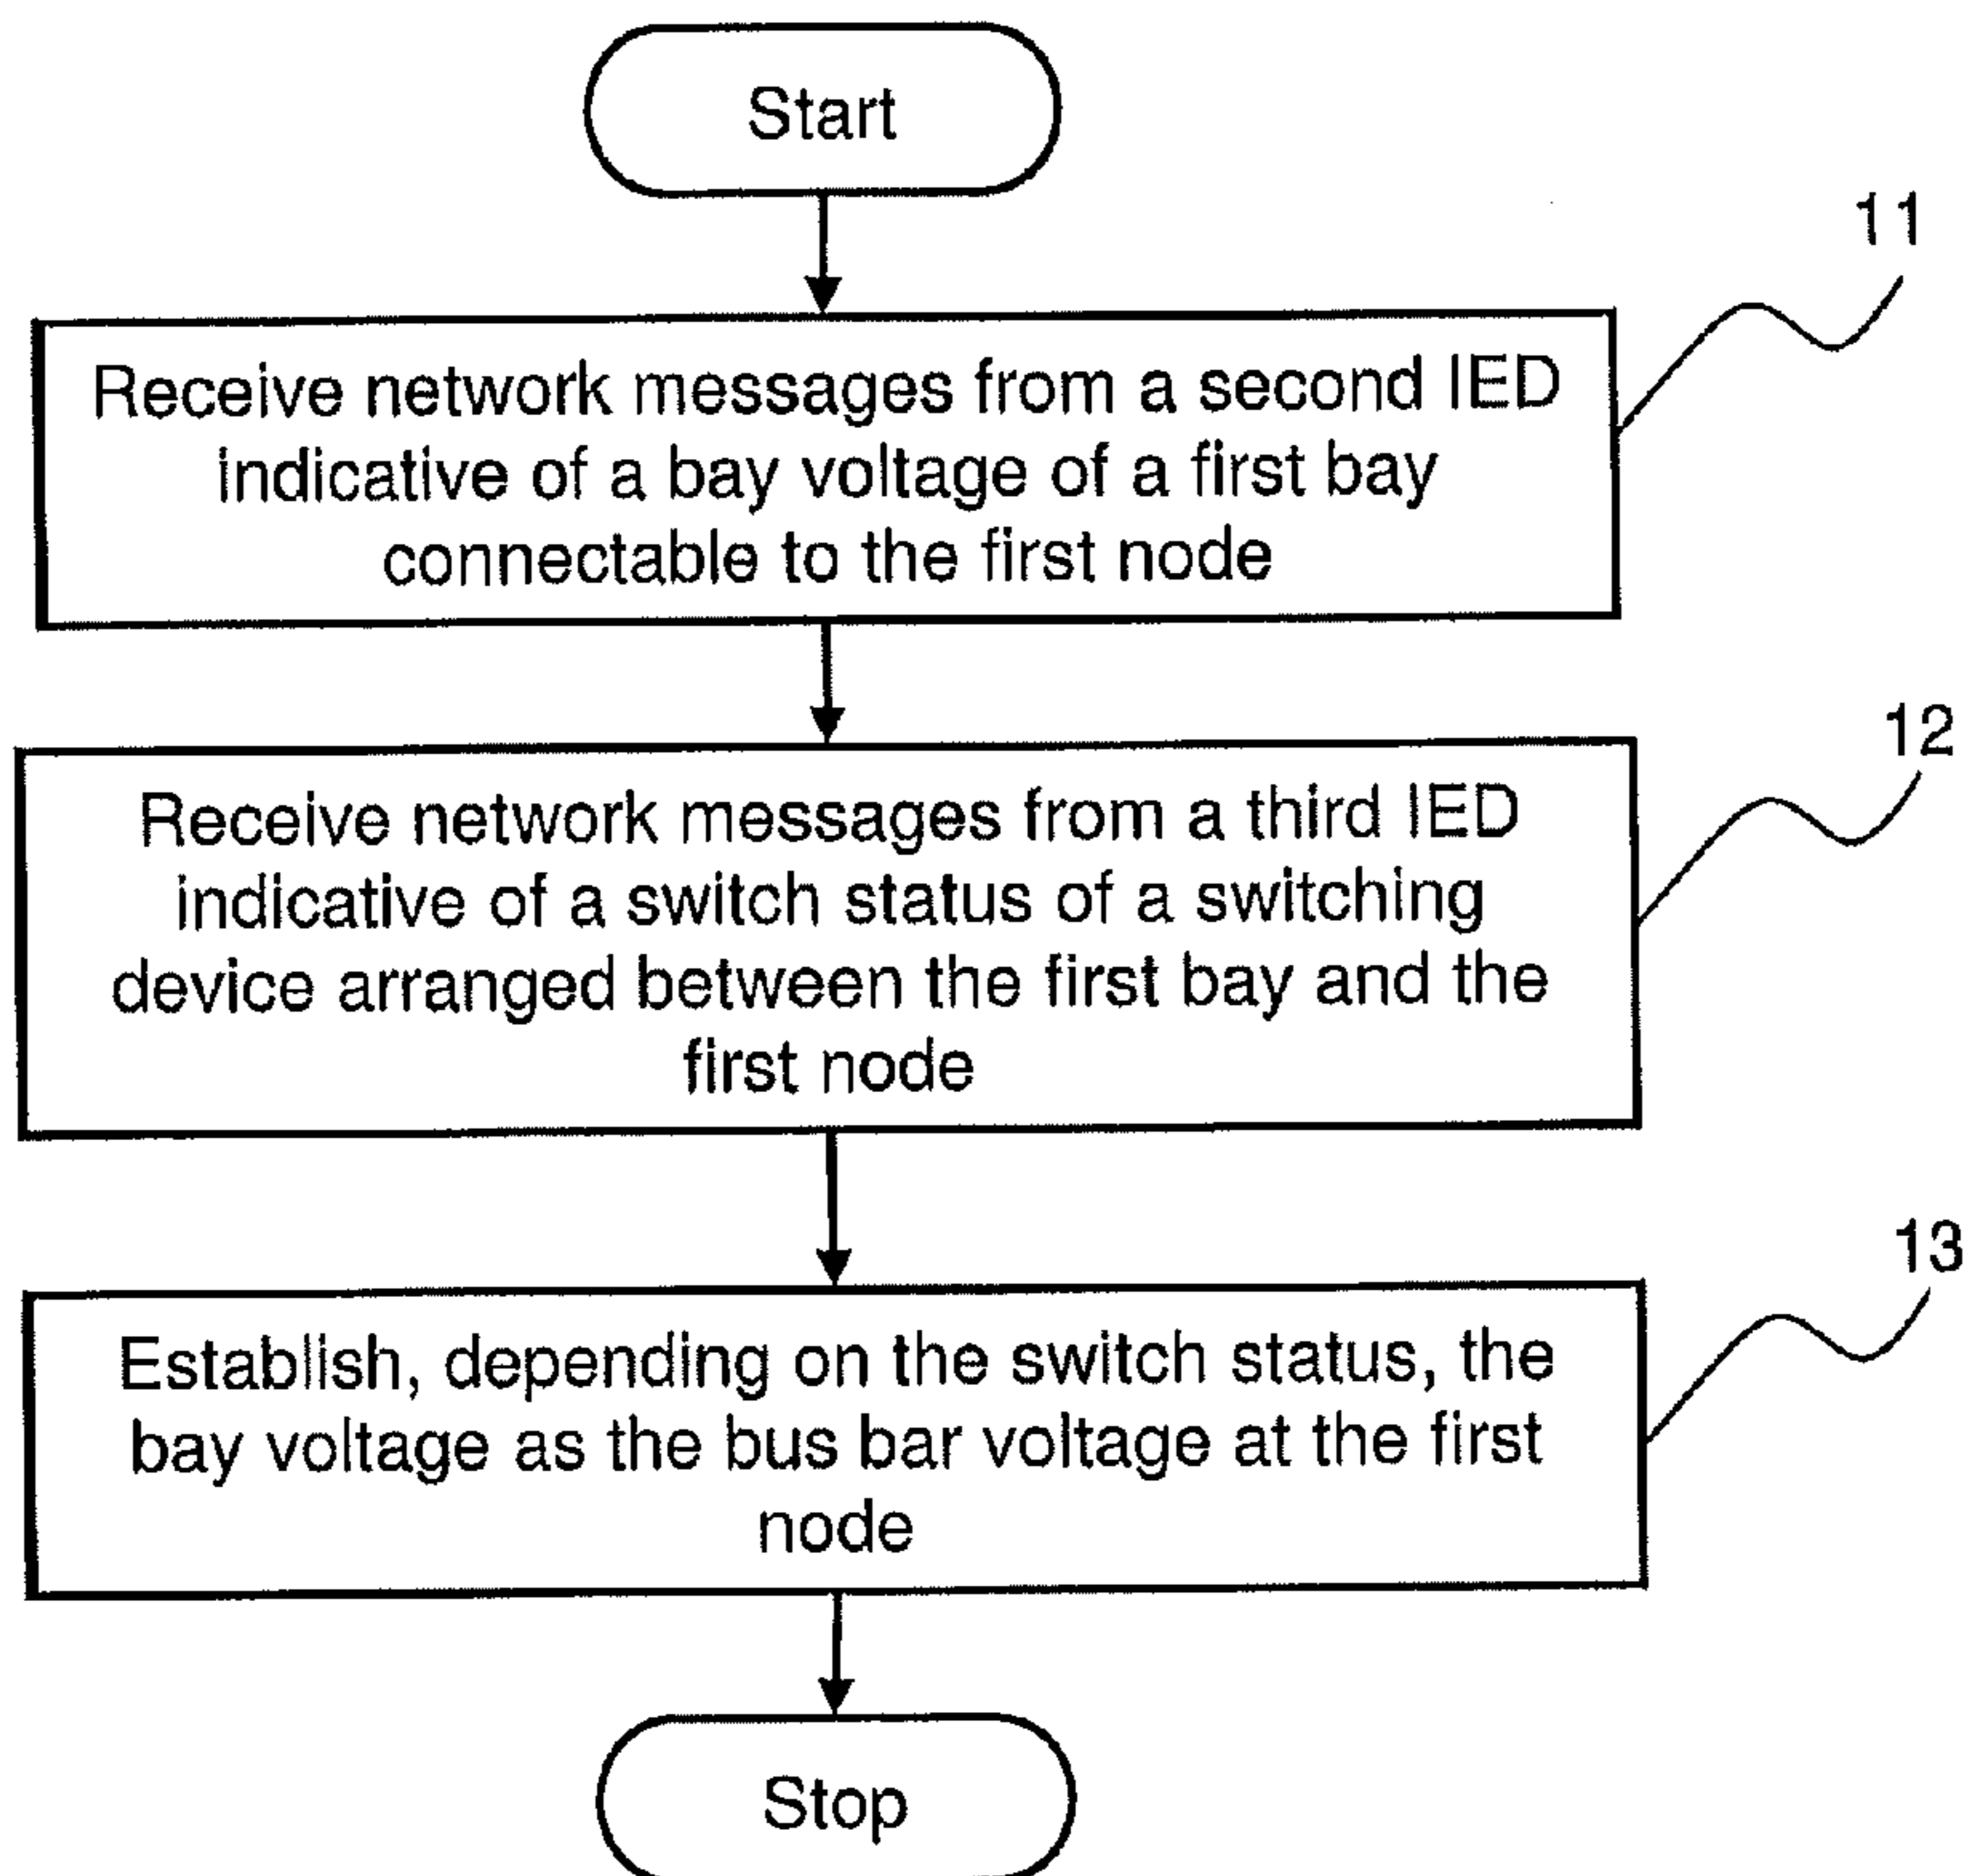 Start
11
Receive network messages from a second IED
indicative of a bay voltage of a first bay
connectable to the first node
12
Receive network messages from a third IED
indicative of a switch status of a switching
device arranged between the first bay and the
first node
13
Establish, depending on the switch status, the
bay voltage as the bus bar voltage at the first
node
Stop